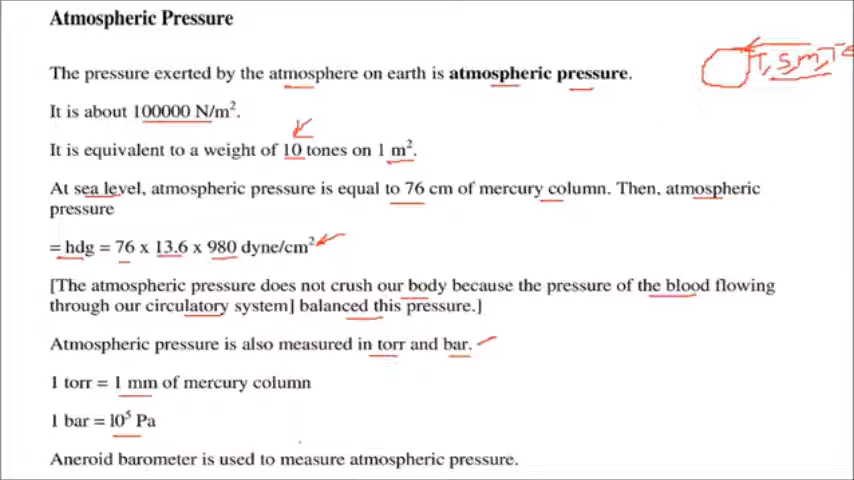 Atmospheric Pressure
The pressure exerted by the atmosphere on earth is atmospheric pressure.
T, S, m, T
It is about 100000 N/m².
It is equivalent to a weight of 10 tones on 1 m².
At sea level, atmospheric pressure is equal to 76 cm of mercury column. Then, atmospheric
pressure
= hdg = 76 x 13.6 x 980 dyne/cm²
[The atmospheric pressure does not crush our body because the pressure of the blood flowing
through our circulatory system] balanced this pressure.]
Atmospheric pressure is also measured in torr and bar.
1 torr = 1 mm of mercury column
1 bar = 10⁵ Pa
Aneroid barometer is used to measure atmospheric pressure.